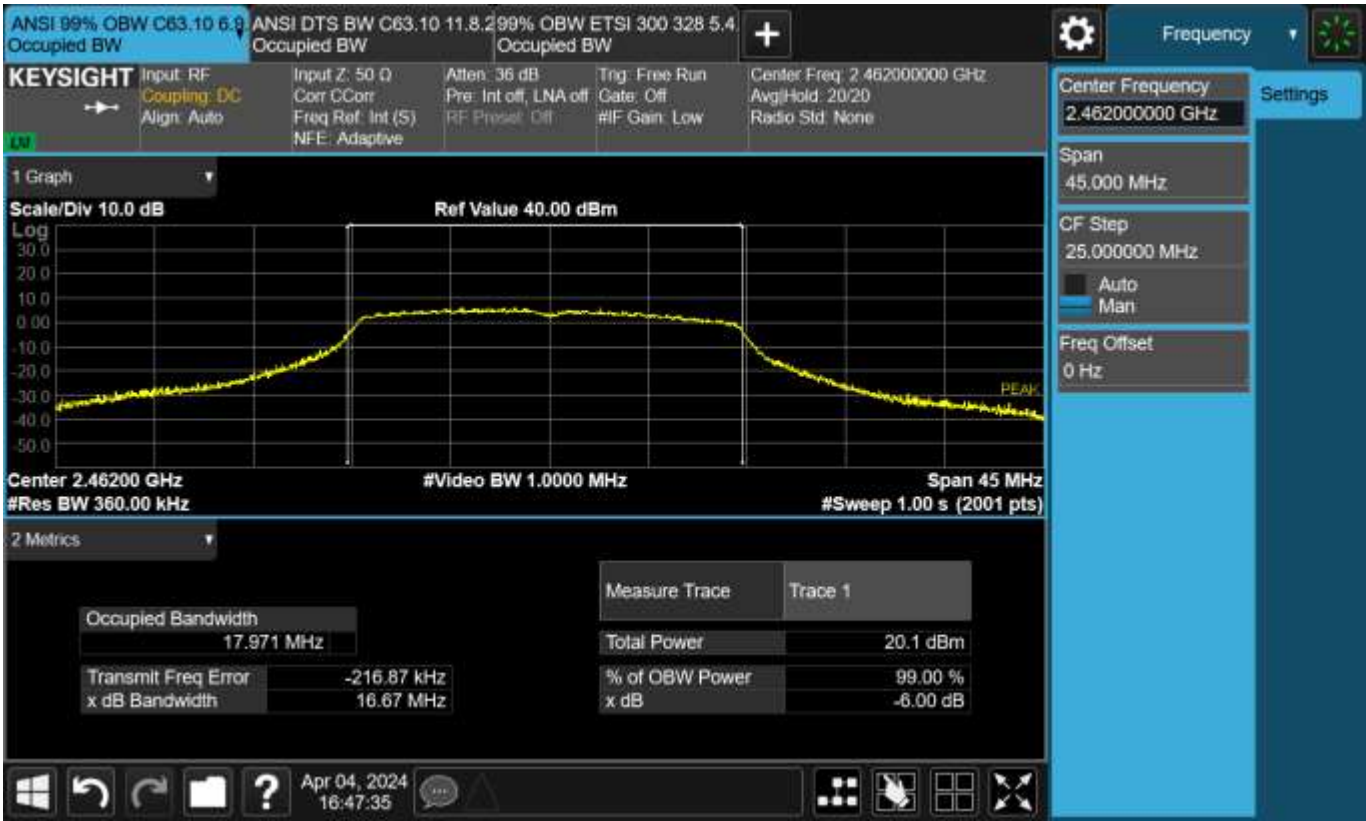 ANSI 99% OBW C63.10 6.9
Occupied BW
ANSI DTS BW C63.10 11.8.2
Occupied BW
99% OBW ETSI 300 328 5.4.
Occupied BW
Frequency
KEYSIGHT
Input: RF
Coupling: DC
Align: Auto
Input Z: 50 Ω
Corr CCorr
Freq Ref: Int (S)
NFE: Adaptive
Atten: 36 dB
Pre: Int off, LNA off
RF Presel: Off
Trig: Free Run
Gate: Off
#IF Gain: Low
Center Freq: 2.462000000 GHz
Avg|Hold: 20/20
Radio Std: None
Center Frequency
2.462000000 GHz
Settings
Span
45.000 MHz
CF Step
25.000000 MHz
Auto
Man
Freq Offset
0 Hz
1 Graph
Scale/Div 10.0 dB
Ref Value 40.00 dBm
Log
30.0
20.0
10.0
0.00
-10.0
-20.0
-30.0
-40.0
-50.0
PEAK
Center 2.46200 GHz
#Video BW 1.0000 MHz
Span 45 MHz
#Res BW 360.00 kHz
#Sweep 1.00 s (2001 pts)
2 Metrics
Measure Trace Trace 1
Occupied Bandwidth
17.971 MHz
Total Power 20.1 dBm
Transmit Freq Error -216.87 kHz
% of OBW Power 99.00 %
x dB Bandwidth 16.67 MHz
x dB -6.00 dB
?
Apr 04, 2024
16:47:35